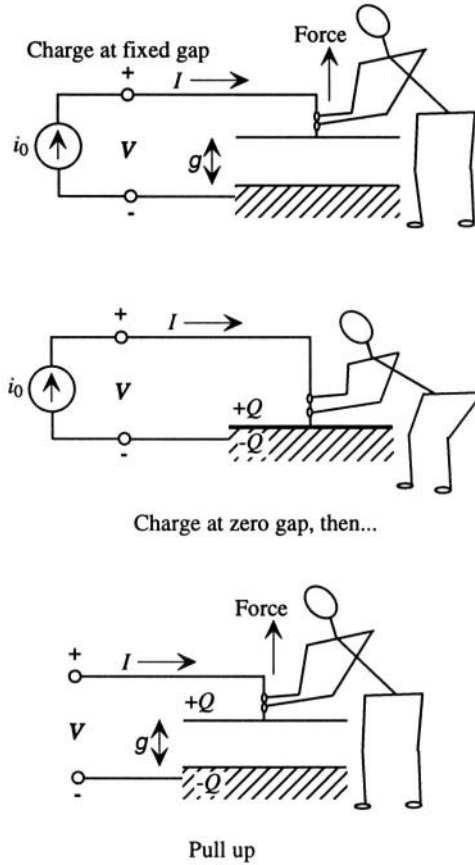 Charge at fixed gap
Force
+
I
i₀
V
g
-
+
I
i₀
V
+Q
-Q
-
Charge at zero gap, then...
Force
+
I
+Q
V
g
-Q
-
Pull up